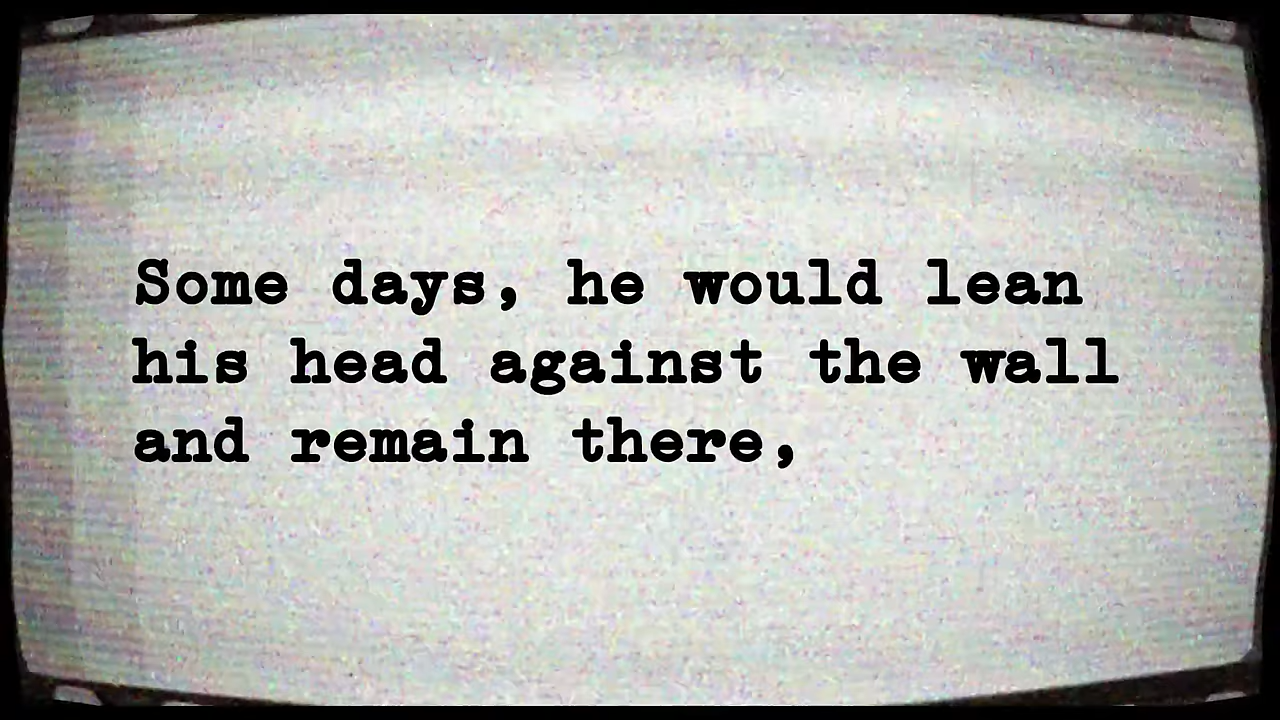 Some days, he would lean
his head against the wall
and remain there,